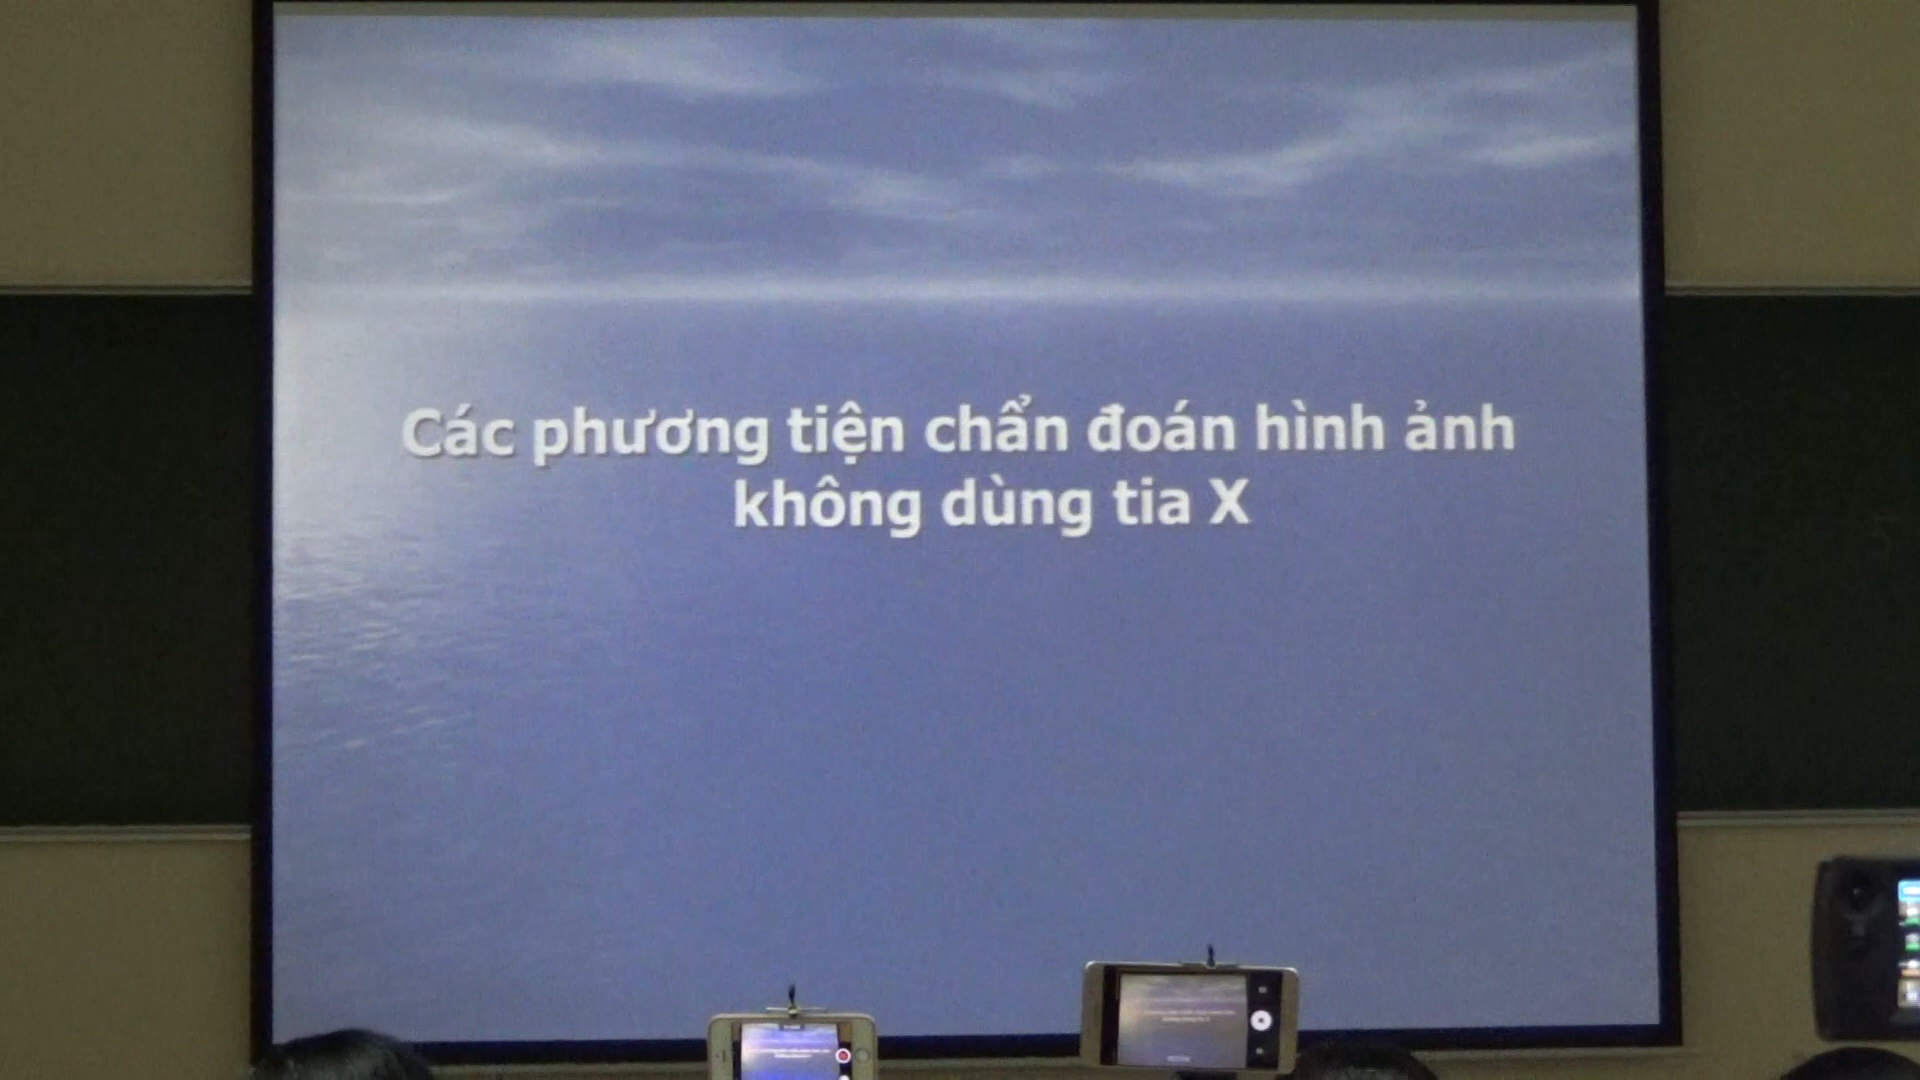 Các phương tiện chẩn đoán hình ảnh
không dùng tia X